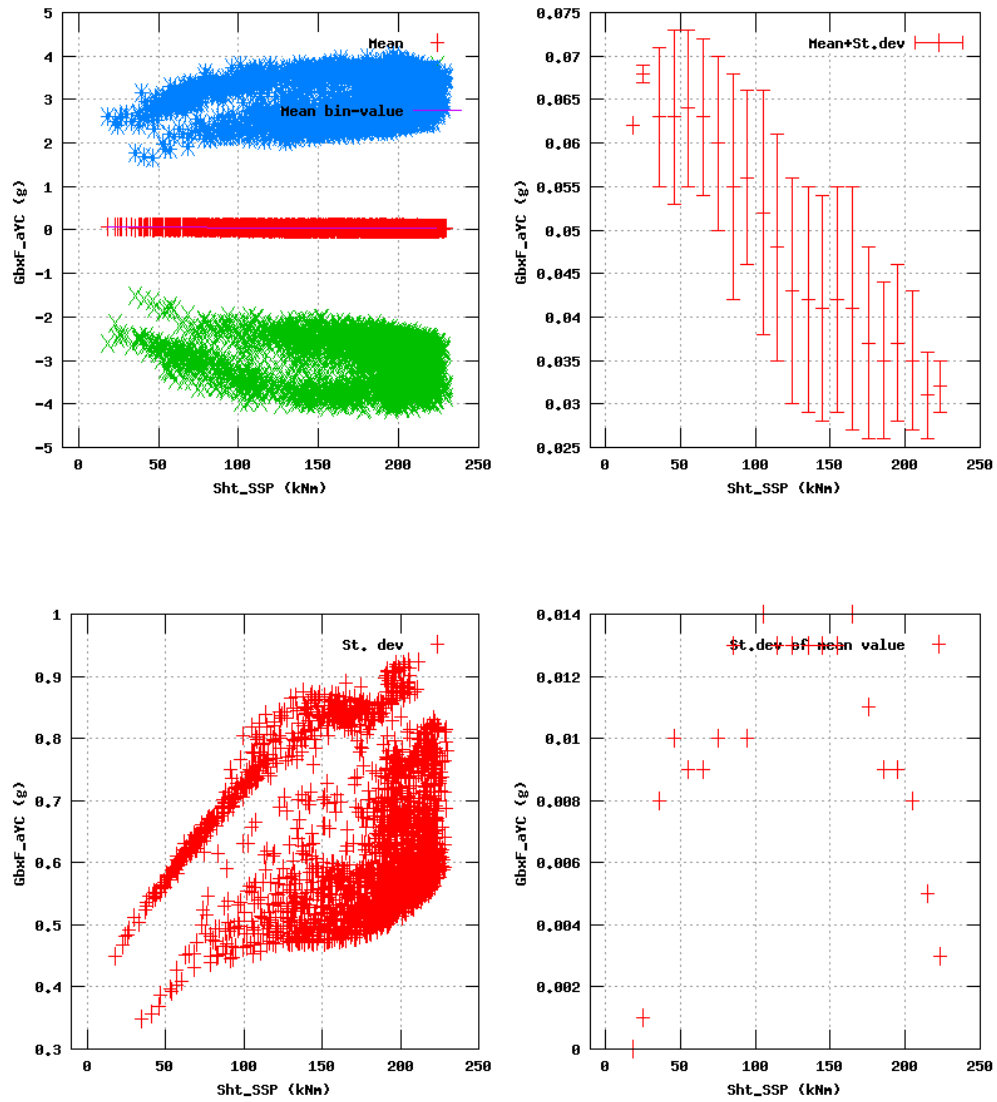 5
4
3
2
1
0
−1
−2
−3
−4
−5
0 50 100 150 200 250
GbxF_aYC (g)
Sht_SSP (kNm)
Mean
Mean bin-value
0.075
0.07
0.065
0.06
0.055
0.05
0.045
0.04
0.035
0.03
0.025
0 50 100 150 200 250
GbxF_aYC (g)
Sht_SSP (kNm)
Mean+St.dev
1
0.9
0.8
0.7
0.6
0.5
0.4
0.3
0 50 100 150 200 250
GbxF_aYC (g)
Sht_SSP (kNm)
St. dev
0.014
0.012
0.01
0.008
0.006
0.004
0.002
0
0 50 100 150 200 250
GbxF_aYC (g)
Sht_SSP (kNm)
St.dev of mean value